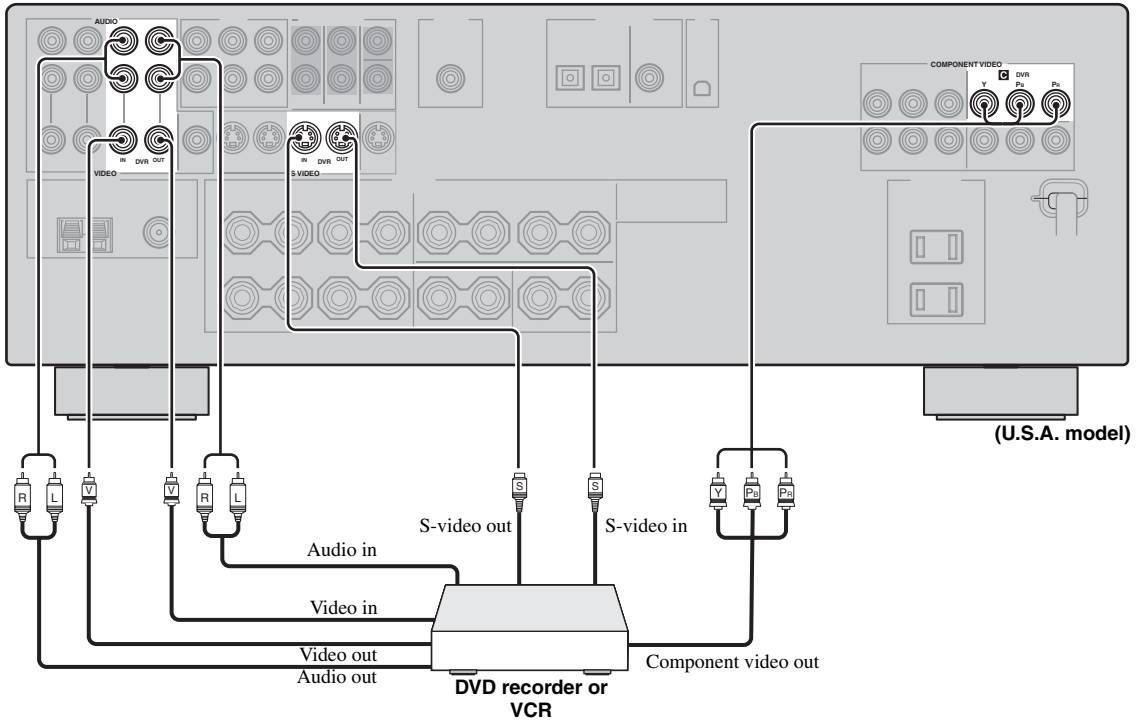 AUDIO
COMPONENT VIDEO
C DVR
Y PB PR
IN DVR OUT
IN DVR OUT
VIDEO
S VIDEO
(U.S.A. model)
R L V V R L S S Y PB PR
S-video out
S-video in
Audio in
Video in
Video out
Component video out
Audio out
DVD recorder or
VCR